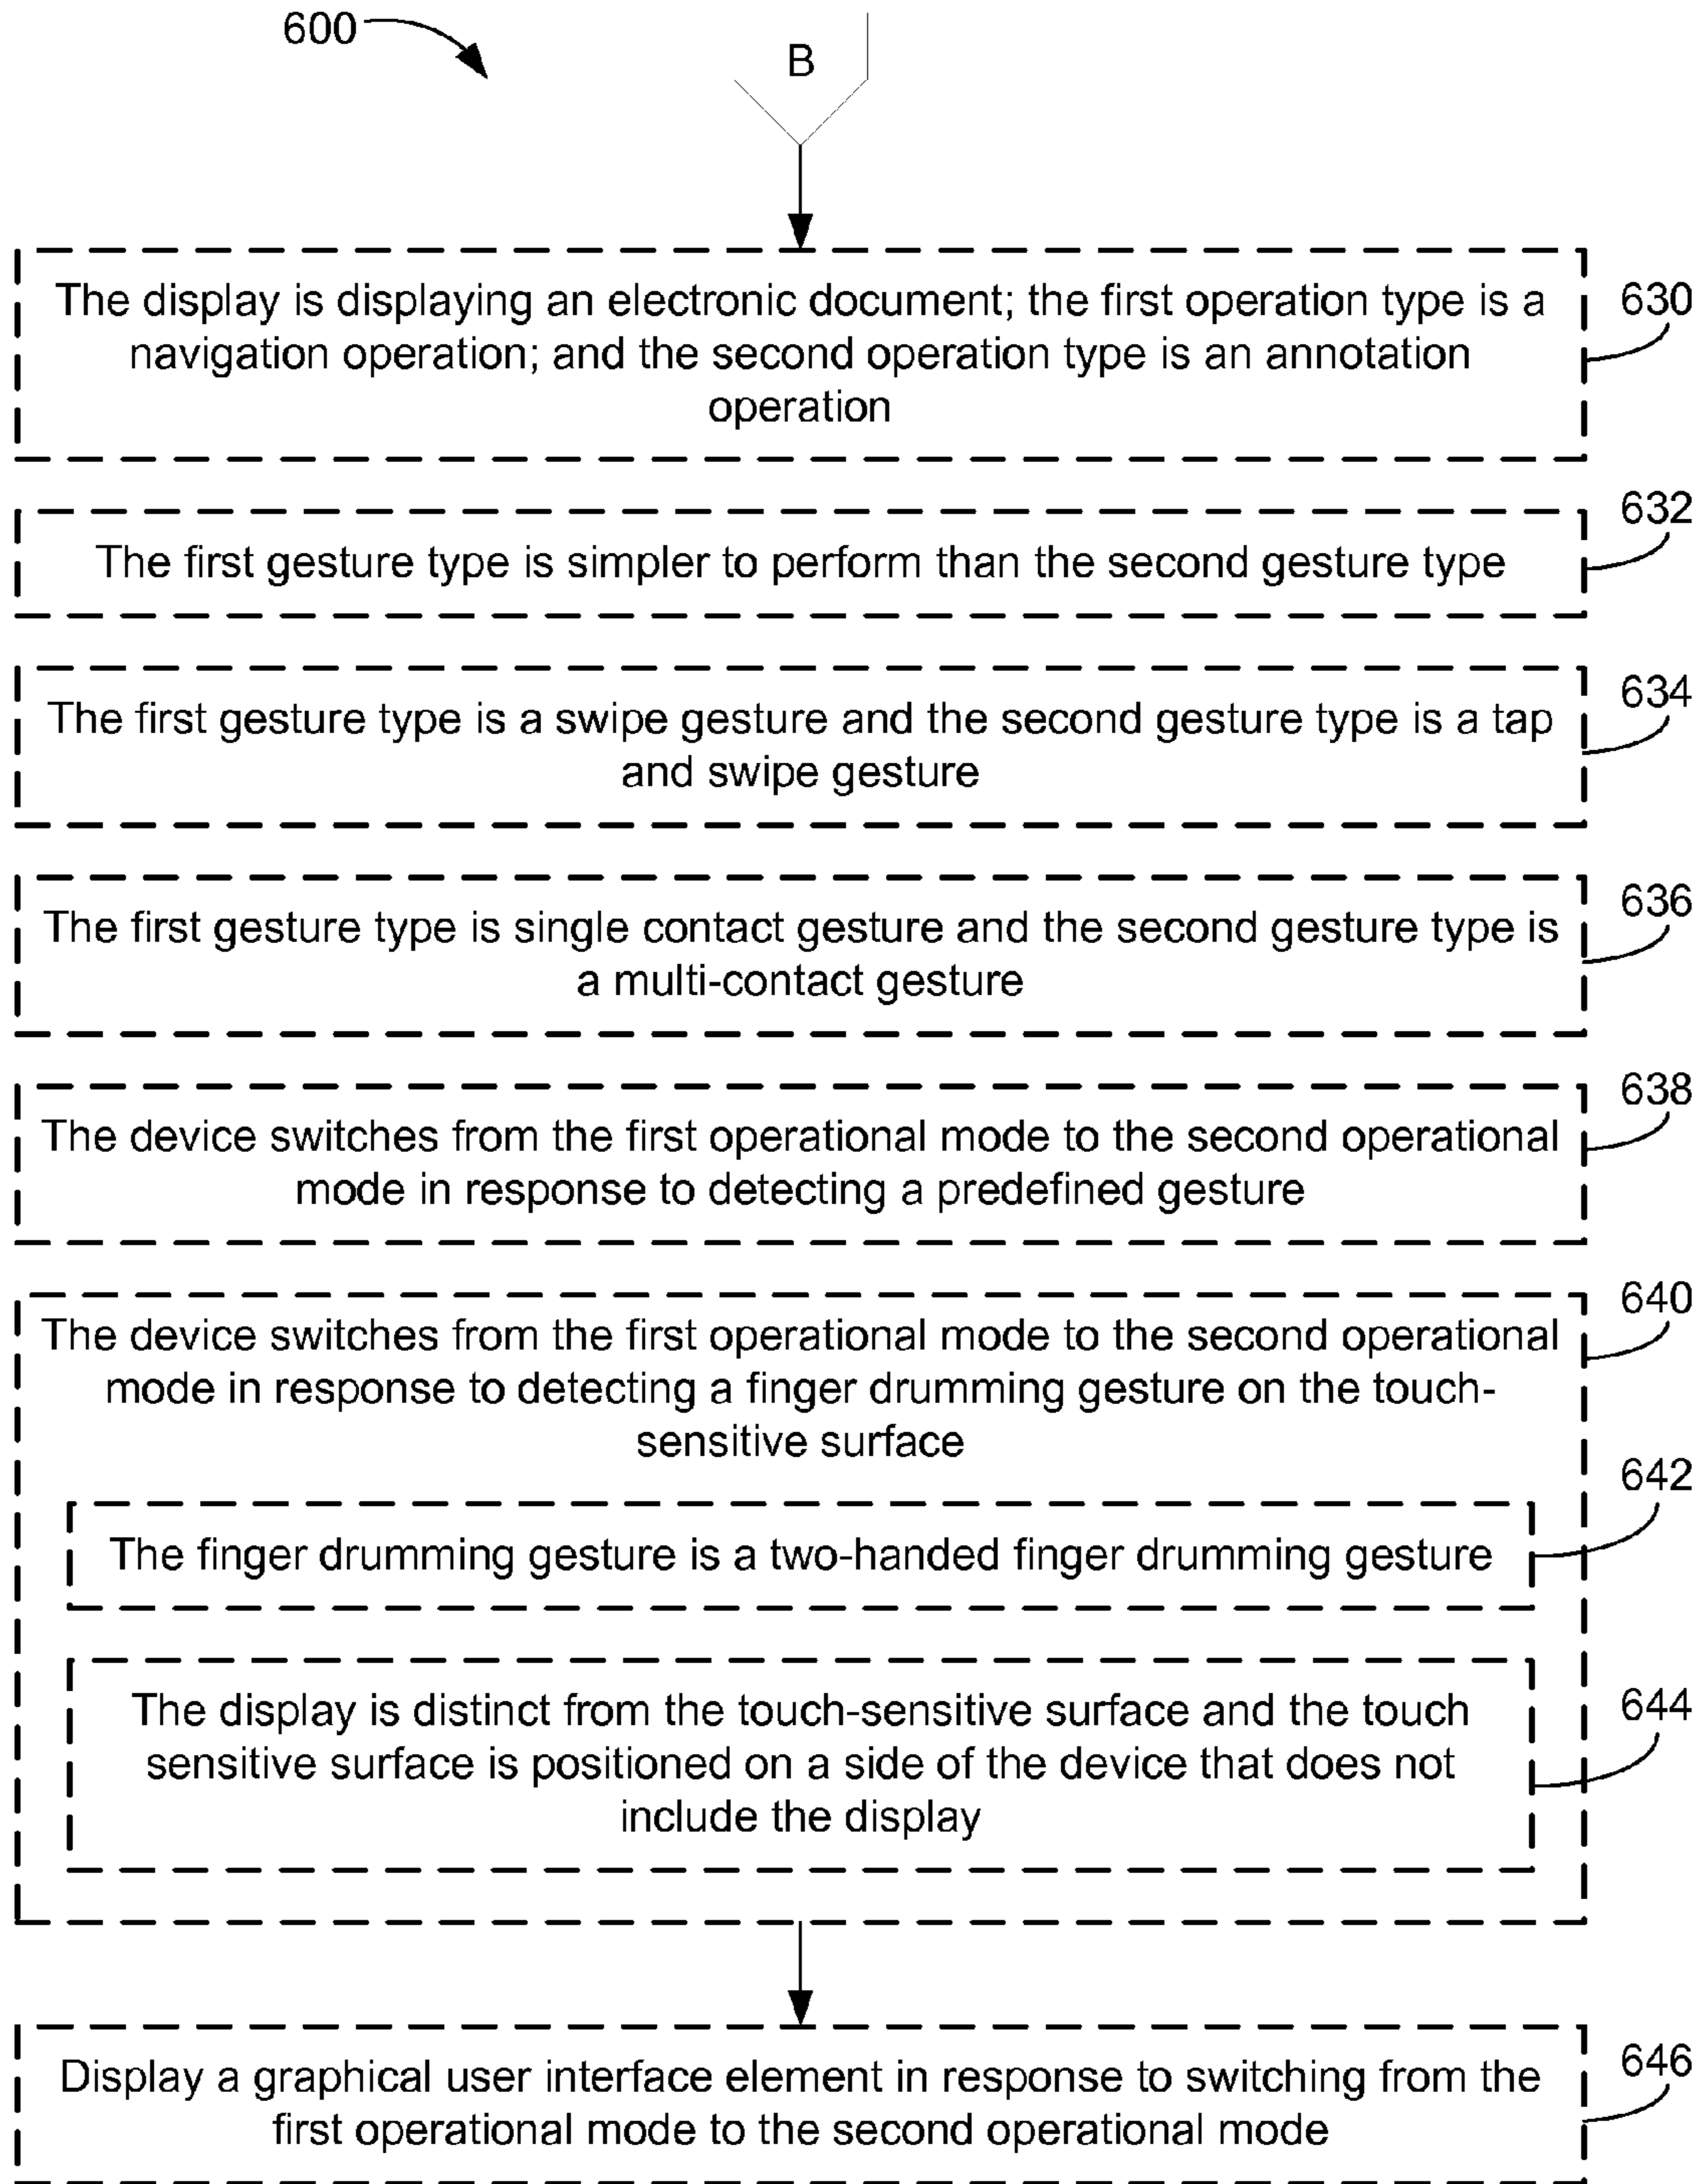 600
B
The display is displaying an electronic document; the first operation type is a
navigation operation; and the second operation type is an annotation
operation
630
The first gesture type is simpler to perform than the second gesture type
632
The first gesture type is a swipe gesture and the second gesture type is a tap
and swipe gesture
634
The first gesture type is single contact gesture and the second gesture type is
a multi-contact gesture
636
The device switches from the first operational mode to the second operational
mode in response to detecting a predefined gesture
638
The device switches from the first operational mode to the second operational
mode in response to detecting a finger drumming gesture on the touch-
sensitive surface
640
The finger drumming gesture is a two-handed finger drumming gesture
642
The display is distinct from the touch-sensitive surface and the touch
sensitive surface is positioned on a side of the device that does not
include the display
644
Display a graphical user interface element in response to switching from the
first operational mode to the second operational mode
646